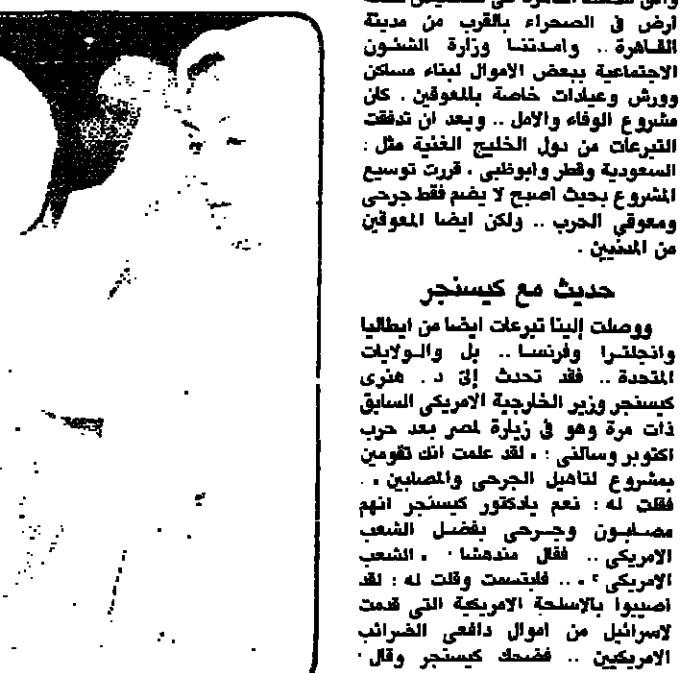 أرض في الصحراء بالقرب من مدينة
القاهرة .. وامدتنا وزارة الشئون
الاجتماعية ببعض الاموال لبناء مساكن
وورش وعيادات خاصة بالمعوقين . كان
مشروع الوفاء والامل .. وبعد ان تدفقت
التبرعات من دول الخليج الغنية مثل :
السعودية وقطر وابوظبى ، قررت توسيع
المشروع بحيث اصبح لا يضم فقط جرحى
ومعوقي الحرب .. ولكن ايضا المعوقين
من المدنيين .
حديث مع كيسنجر
ووصلت إلينا تبرعات ايضا من ايطاليا
وانجلترا وفرنسا .. بل والولايات
المتحدة .. فقد تحدث إلىّ د . هنرى
كيسنجر وزير الخارجية الامريكى السابق
ذات مرة وهو في زيارة لمصر بعد حرب
اكتوبر وسألنى : « لقد علمت انك تقومين
بمشروع لتاهيل الجرحى والمصابين » .
فقلت له : نعم يادكتور كيسنجر انهم
مصابون وجرحى بفضل الشعب
الامريكى .. فقال مندهشا : « الشعب
الامريكى ؟ » .. فابتسمت وقلت له : لقد
اصيبوا بالاسلحة الامريكية التى قدمت
لاسرائيل من اموال دافعى الضرائب
الامريكيين .. فضحك كيسنجر وقال :